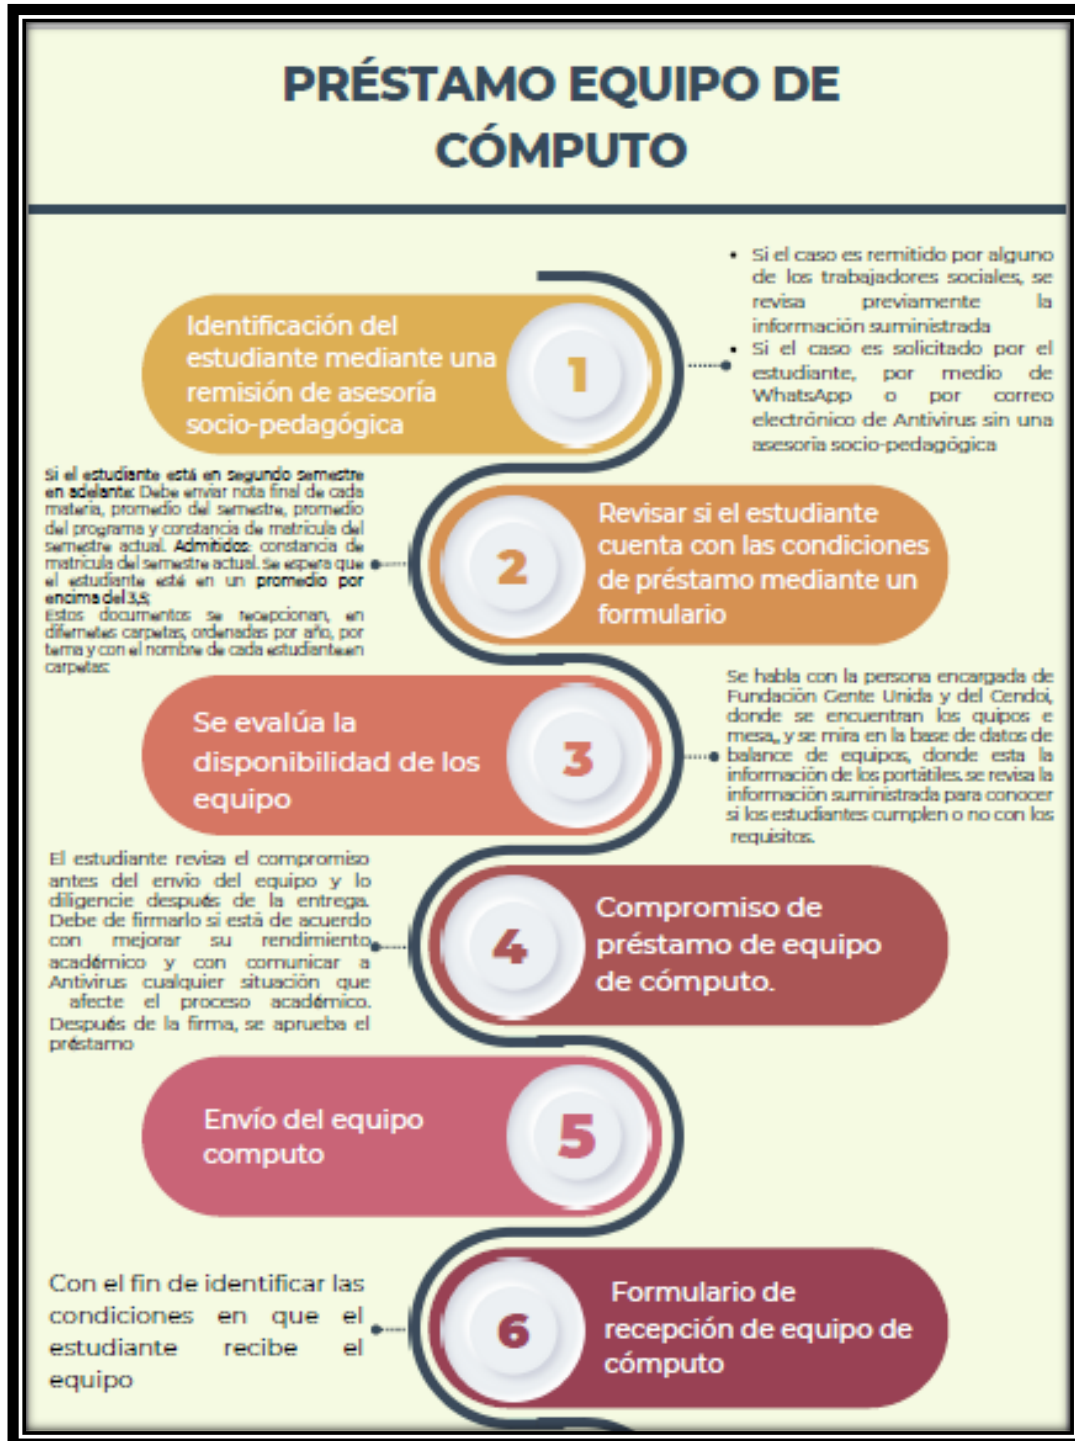 PRÉSTAMO EQUIPO DE
CÓMPUTO
Identificación del
estudiante mediante una
remisión de asesoría
socio-pedagógica
1
• Si el caso es remitido por alguno
de los trabajadores sociales, se
revisa previamente la
información suministrada
• Si el caso es solicitado por el
estudiante, por medio de
WhatsApp o por correo
electrónico de Antivirus sin una
asesoría socio-pedagógica
Si el estudiante está en segundo semestre
en adelante: Debe enviar nota final de cada
materia, promedio del semestre, promedio
del programa y constancia de matricula del
semestre actual. Admitidos: constancia de
matricula del semestre actual. Se espera que
el estudiante esté en un promedio por
encima del 3,5;
Estos documentos se recepcionan, en
difernetes carpetas, ordenadas por año, por
tema y con el nombre de cada estudianteen
carpetas:
2
Revisar si el estudiante
cuenta con las condiciones
de préstamo mediante un
formulario
Se evalúa la
disponibilidad de los
equipo
3
Se habla con la persona encargada de
Fundación Gente Unida y del Cendoi,
donde se encuentran los quipos e
mesa,, y se mira en la base de datos de
balance de equipos, donde esta la
información de los portátiles. se revisa la
información suministrada para conocer
si los estudiantes cumplen o no con los
requisitos.
El estudiante revisa el compromiso
antes del envío del equipo y lo
diligencie después de la entrega.
Debe de firmarlo si está de acuerdo
con mejorar su rendimiento
académico y con comunicar a
Antivirus cualquier situación que
afecte el proceso académico.
Después de la firma, se aprueba el
préstamo
4
Compromiso de
préstamo de equipo
de cómputo.
Envío del equipo
computo
5
Con el fin de identificar las
condiciones en que el
estudiante recibe el
equipo
6
Formulario de
recepción de equipo de
cómputo